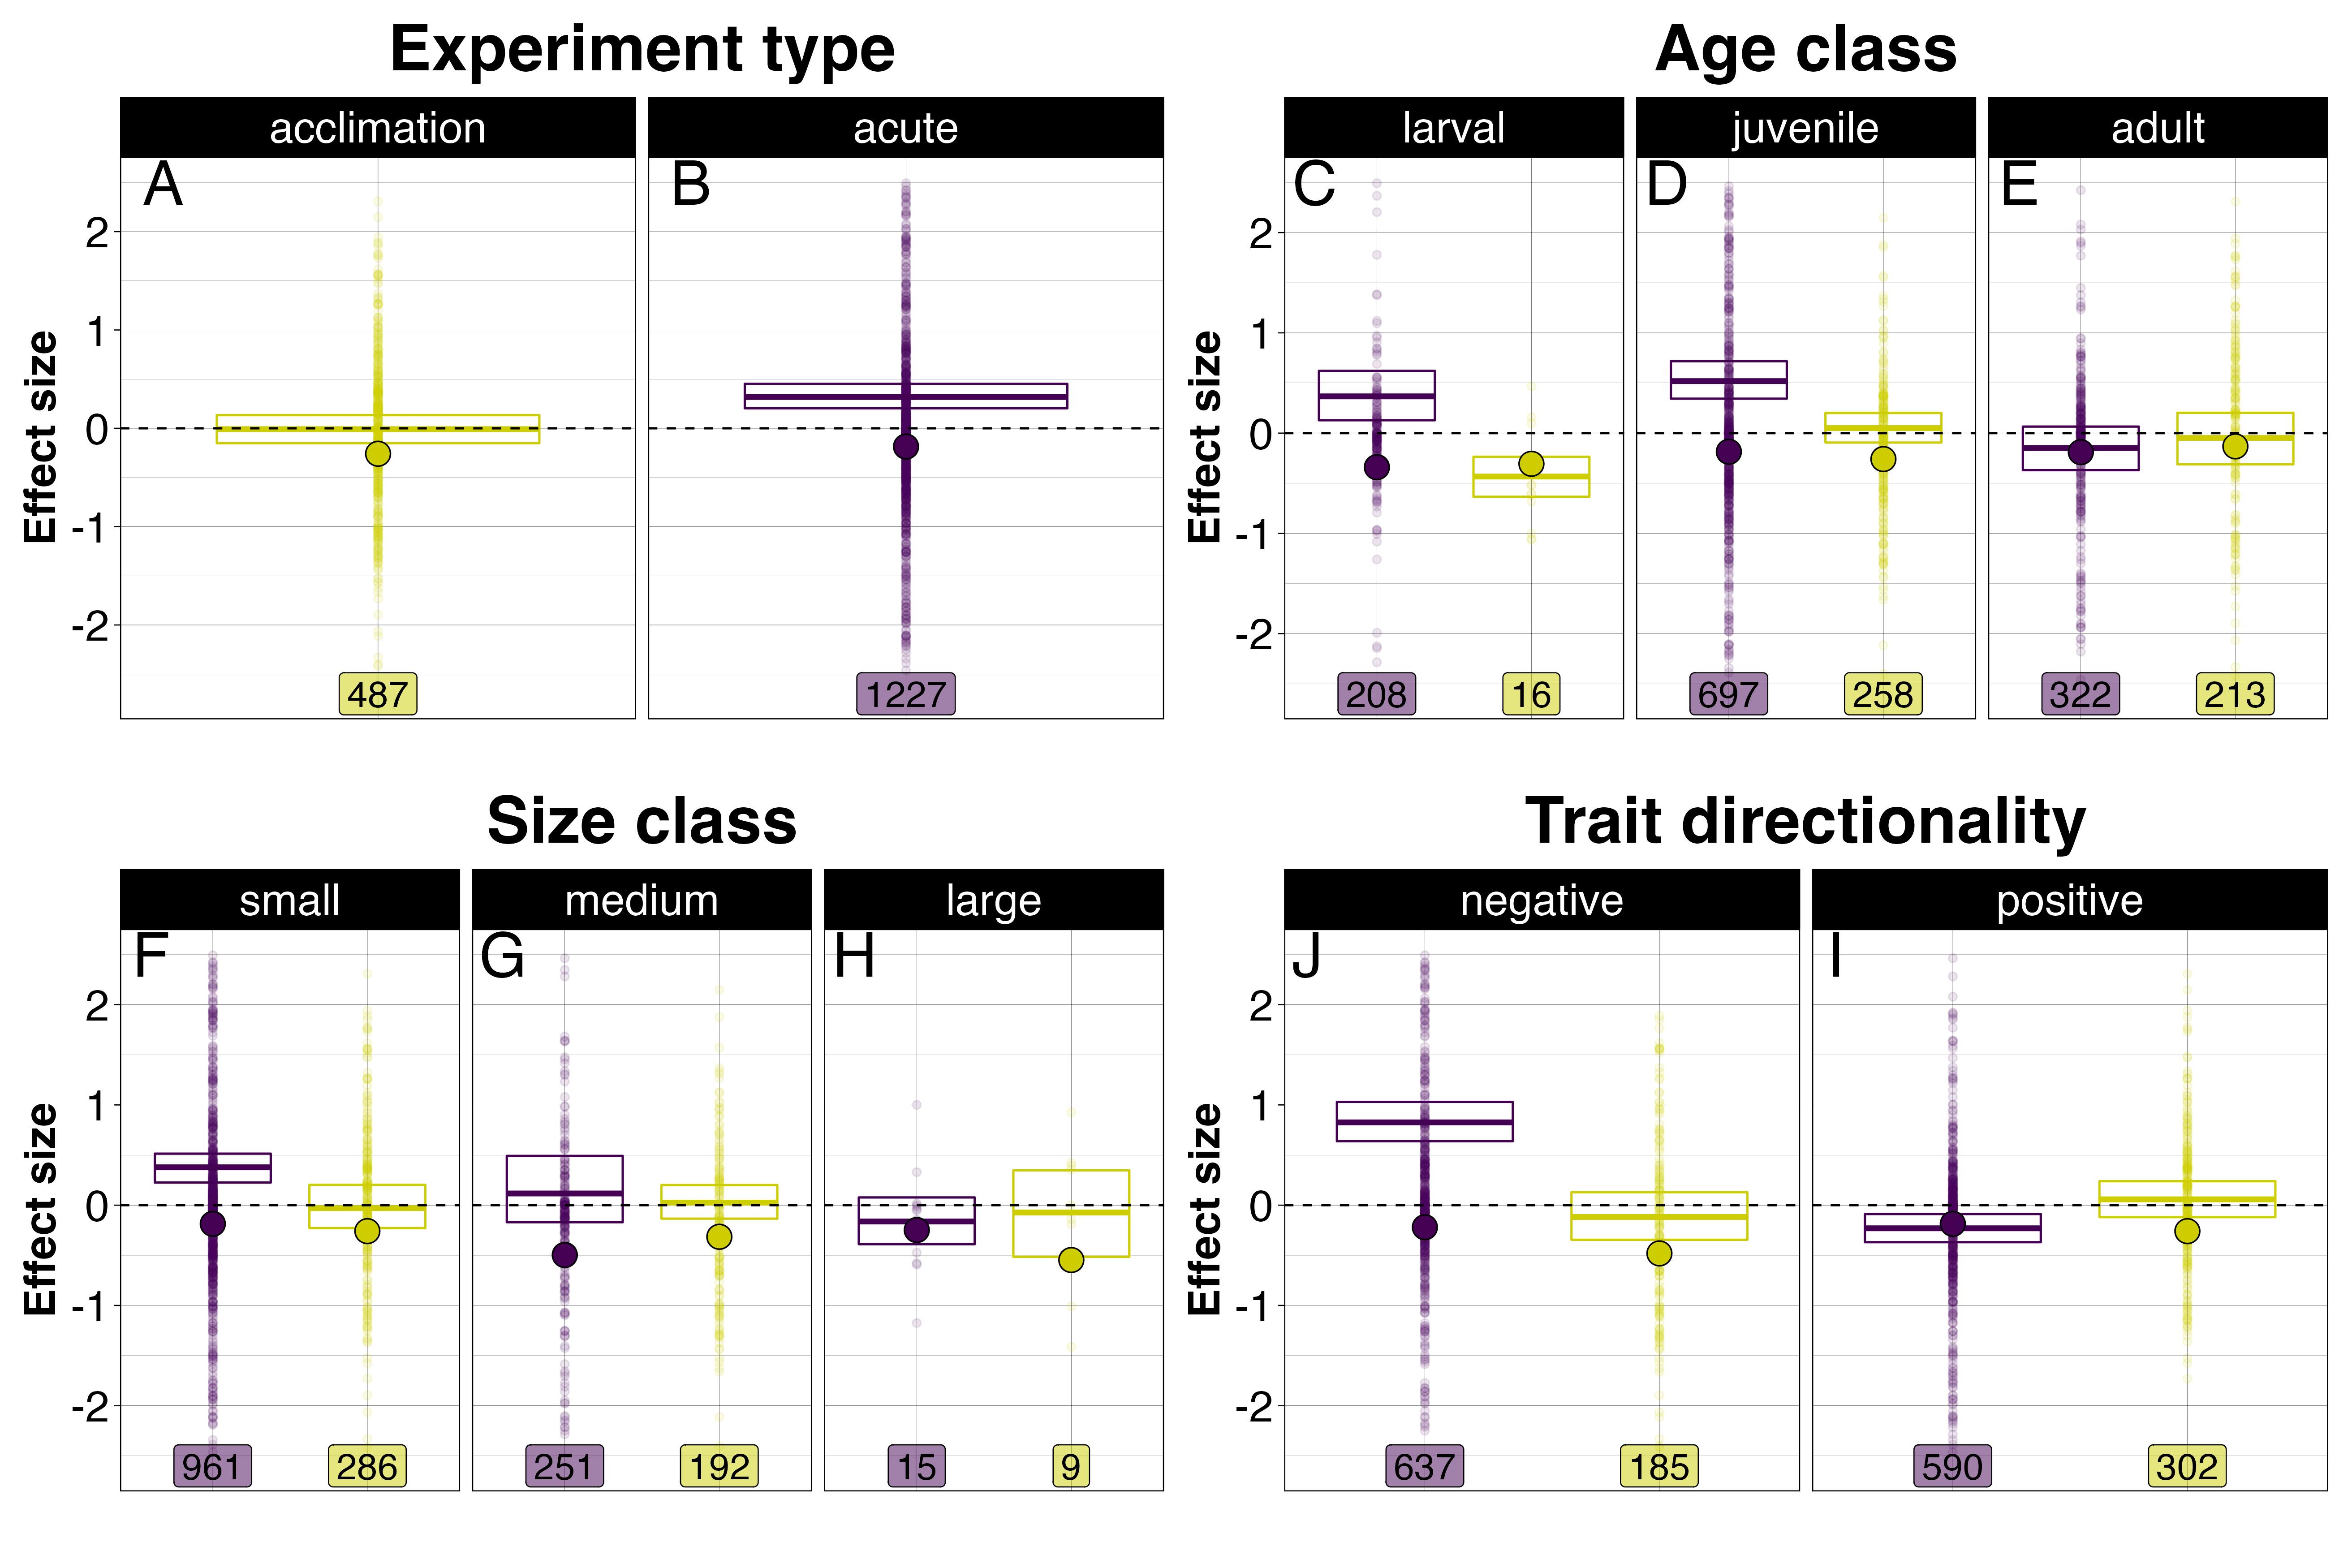 Experiment type
acclimation
acute
A
B
Effect size
2
1
0
-1
-2
487
1227
Age class
larval
juvenile
adult
C
D
E
Effect size
2
1
0
-1
-2
208
16
697
258
322
213
Size class
small
medium
large
F
G
H
Effect size
2
1
0
-1
-2
961
286
251
192
15
9
Trait directionality
negative
positive
J
I
Effect size
2
1
0
-1
-2
637
185
590
302